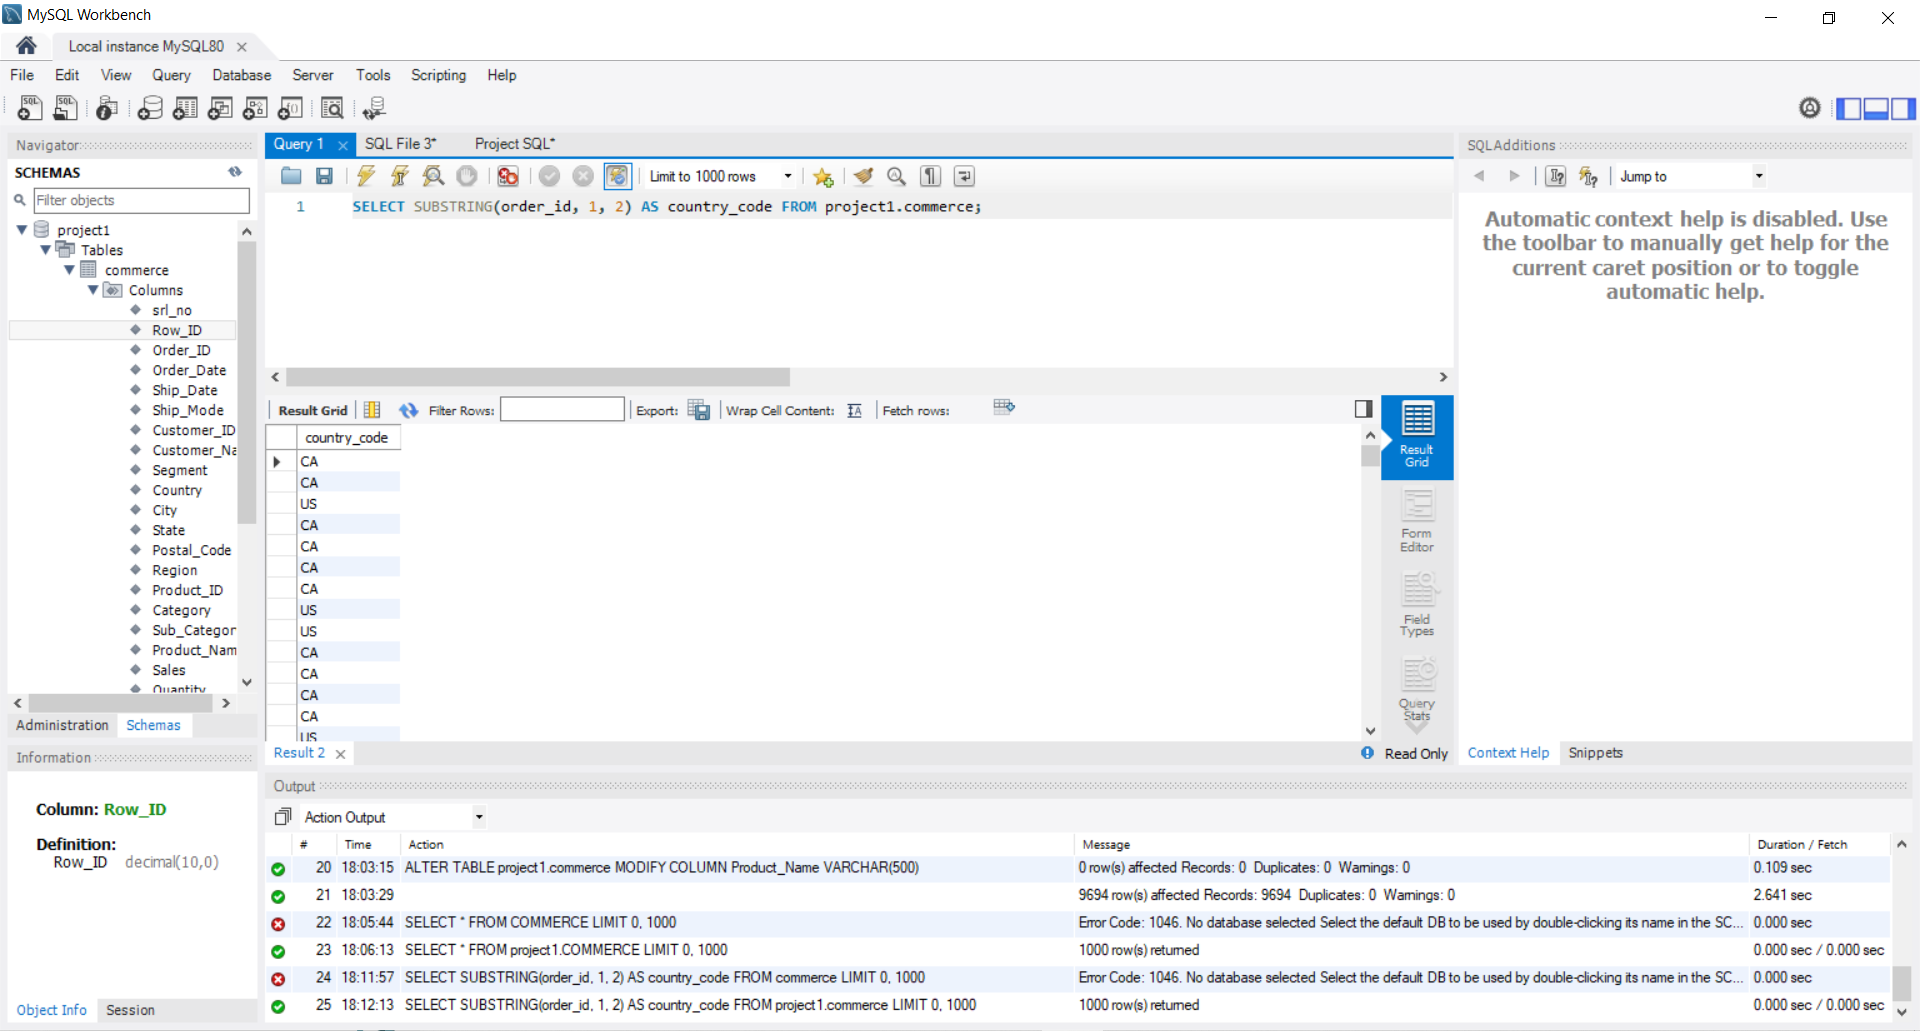 MySQL Workbench
Local instance MySQL80
File Edit View Query Database Server Tools Scripting Help
Navigator
SCHEMAS
Filter objects
project1
Tables
commerce
Columns
srl_no
Row_ID
Order_ID
Order_Date
Ship_Date
Ship_Mode
Customer_ID
Customer_Na
Segment
Country
City
State
Postal_Code
Region
Product_ID
Category
Sub_Categor
Product_Nam
Sales
Quantity
Administration Schemas
Information
Column: Row_ID
Definition:
Row_ID decimal(10,0)
Object Info Session
Query 1 SQL File 3* Project SQL*
Limit to 1000 rows
1 SELECT SUBSTRING(order_id, 1, 2) AS country_code FROM project1.commerce;
Result Grid Filter Rows: Export: Wrap Cell Content: Fetch rows:
country_code
CA
CA
US
CA
CA
CA
CA
US
US
CA
CA
CA
CA
US
Result Grid
Form Editor
Field Types
Query Stats
Result 2 Read Only
SQLAdditions
Jump to
Automatic context help is disabled. Use
the toolbar to manually get help for the
current caret position or to toggle
automatic help.
Context Help Snippets
Output
Action Output
# Time Action Message Duration / Fetch
20 18:03:15 ALTER TABLE project1.commerce MODIFY COLUMN Product_Name VARCHAR(500) 0 row(s) affected Records: 0 Duplicates: 0 Warnings: 0 0.109 sec
21 18:03:29 9694 row(s) affected Records: 9694 Duplicates: 0 Warnings: 0 2.641 sec
22 18:05:44 SELECT * FROM COMMERCE LIMIT 0, 1000 Error Code: 1046. No database selected Select the default DB to be used by double-clicking its name in the SC... 0.000 sec
23 18:06:13 SELECT * FROM project1.COMMERCE LIMIT 0, 1000 1000 row(s) returned 0.000 sec / 0.000 sec
24 18:11:57 SELECT SUBSTRING(order_id, 1, 2) AS country_code FROM commerce LIMIT 0, 1000 Error Code: 1046. No database selected Select the default DB to be used by double-clicking its name in the SC... 0.000 sec
25 18:12:13 SELECT SUBSTRING(order_id, 1, 2) AS country_code FROM project1.commerce LIMIT 0, 1000 1000 row(s) returned 0.000 sec / 0.000 sec